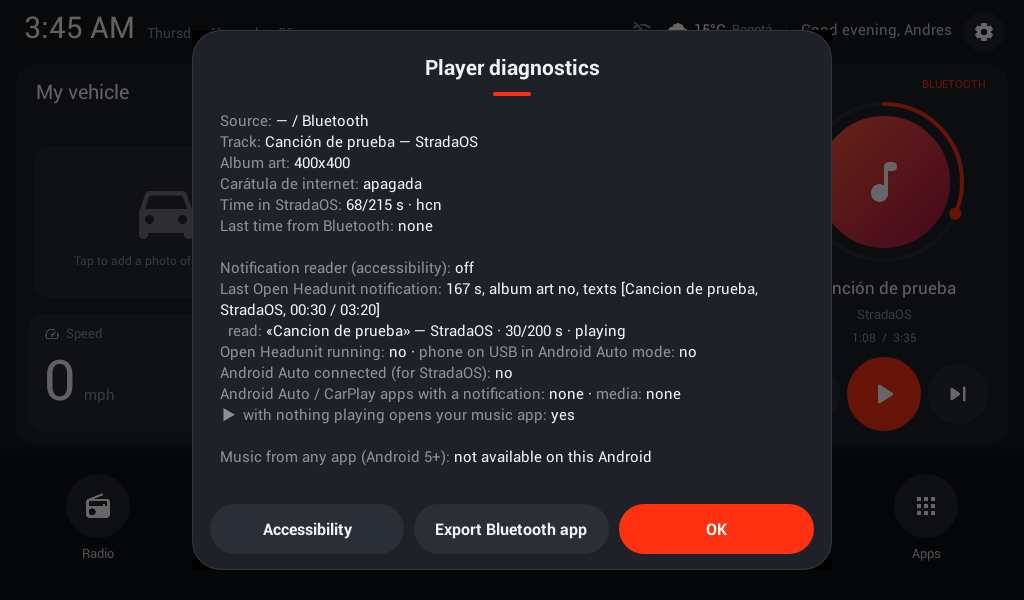 3:45 AM
15°C
Good evening, Andres
Player diagnostics
My vehicle
BLUETOOTH
Source: — / Bluetooth
Track: Canción de prueba — StradaOS
Album art: 400x400
Carátula de internet: apagada
Time in StradaOS: 68/215 s · hcn
Last time from Bluetooth: none
Notification reader (accessibility): off
Last Open Headunit notification: 167 s, album art no, texts [Cancion de prueba,
StradaOS, 00:30 / 03:20]
read: «Cancion de prueba» — StradaOS · 30/200 s · playing
Open Headunit running: no · phone on USB in Android Auto mode: no
Android Auto connected (for StradaOS): no
Android Auto / CarPlay apps with a notification: none · media: none
▶ with nothing playing opens your music app: yes
Music from any app (Android 5+): not available on this Android
Tap to add a photo of
Speed
0 mph
nción de prueba
StradaOS
1:08 / 3:35
Accessibility
Export Bluetooth app
OK
Radio
Apps